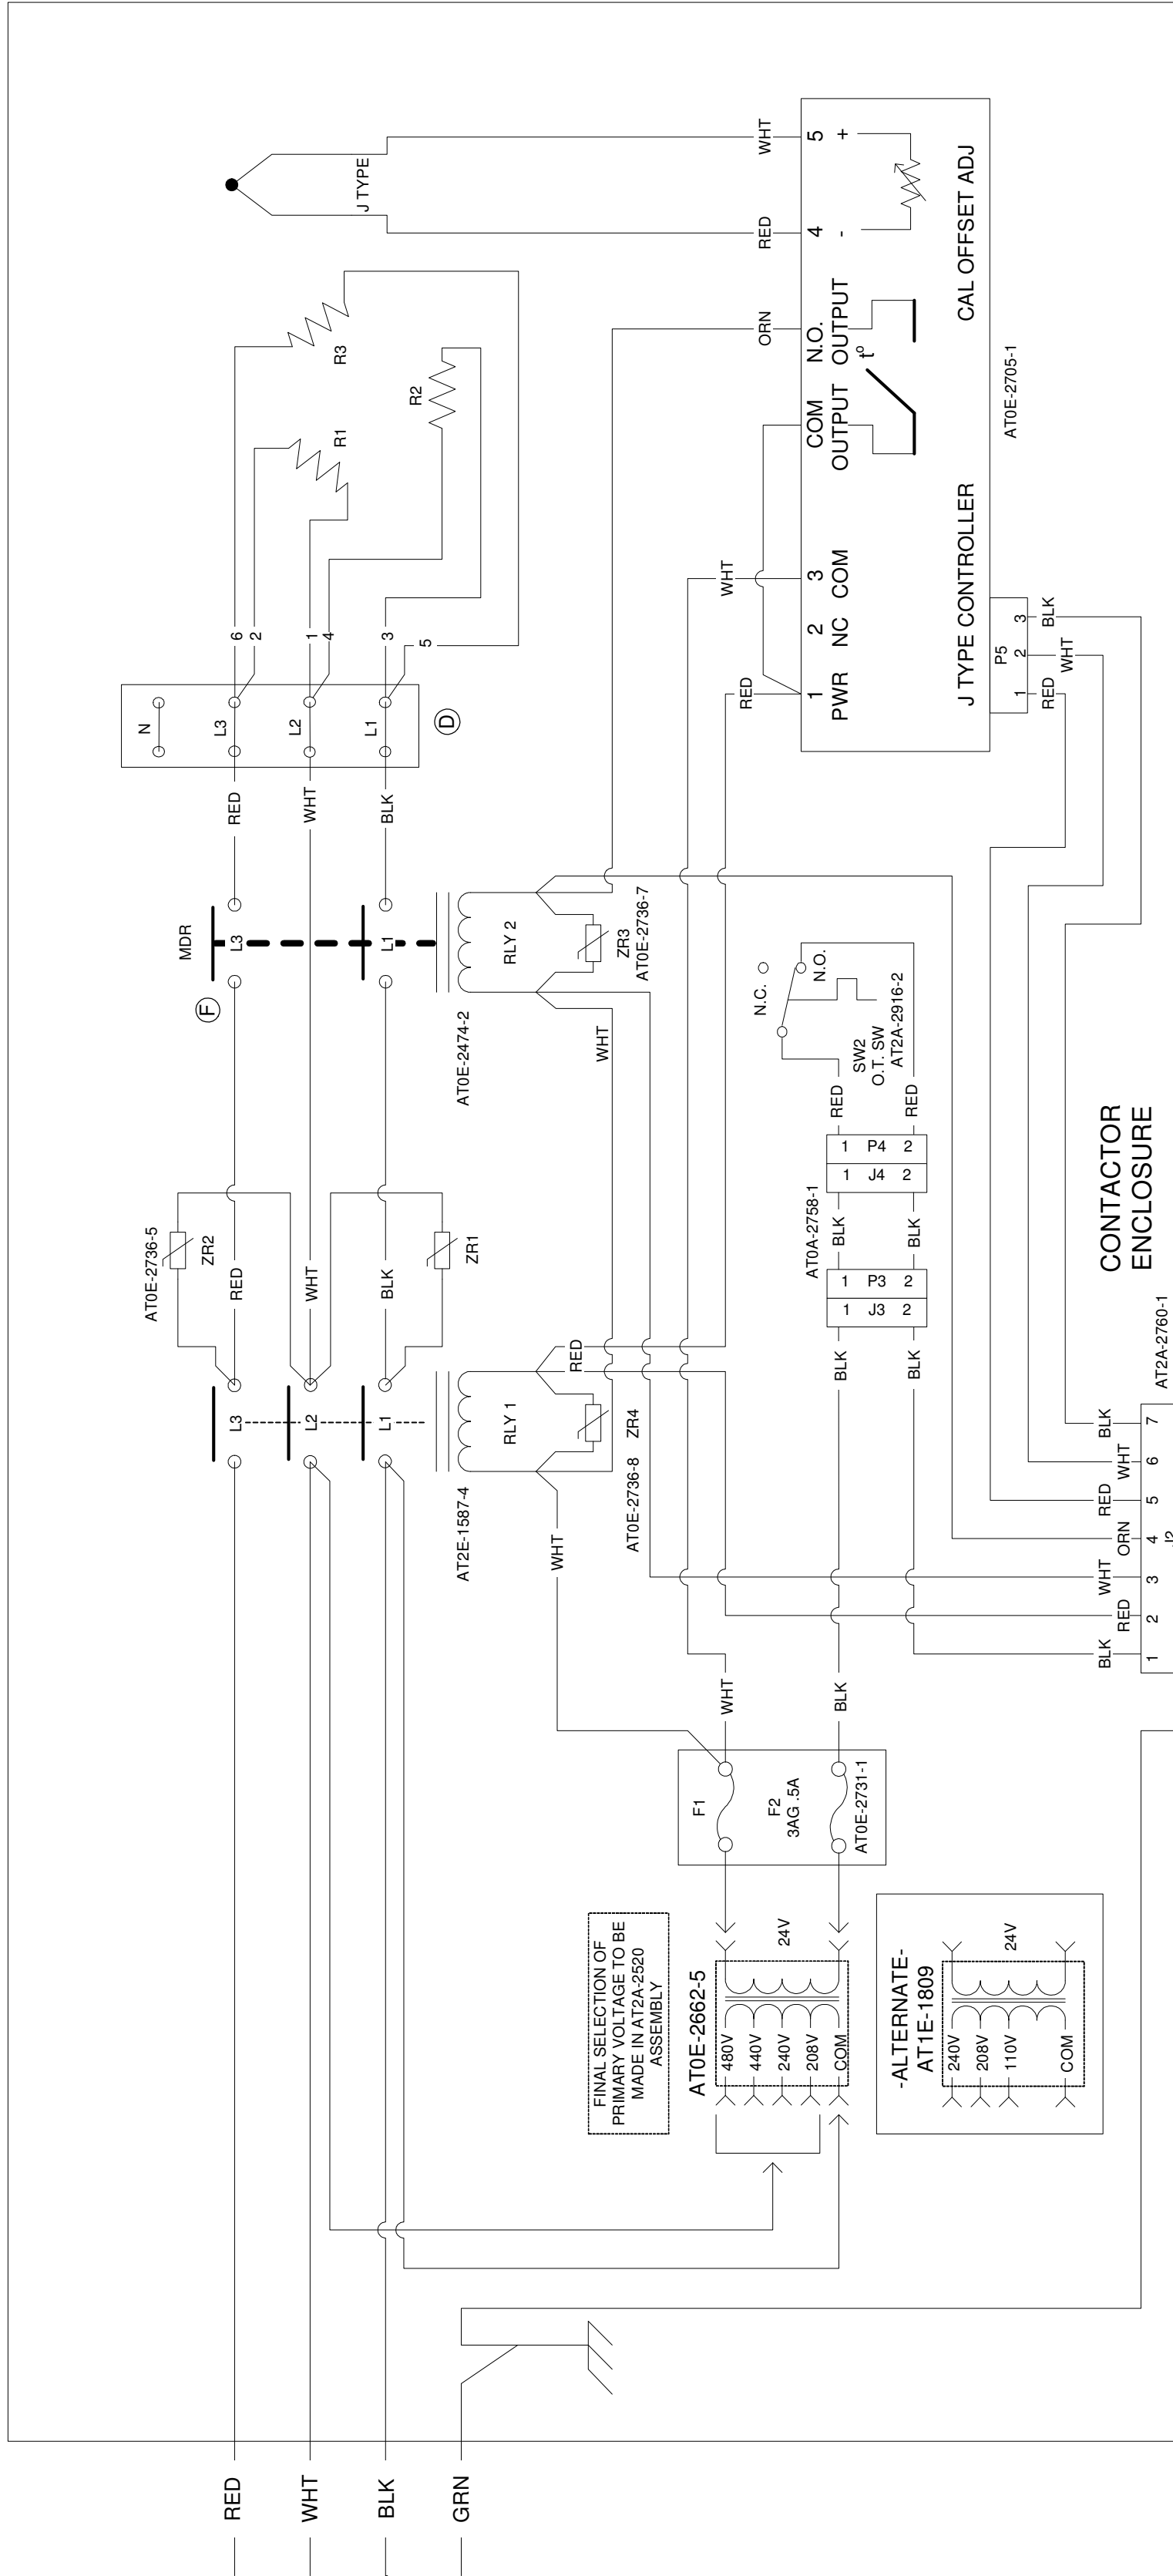 J TYPE
WHT
RED
5
+
4
-
CAL OFFSET ADJ
ORN
N.O.
OUTPUT
t°
COM
OUTPUT
AT0E-2705-1
R3
R2
R1
WHT
3
COM
2
NC
RED
1
PWR
J TYPE CONTROLLER
P5
3
2
1
BLK
WHT
RED
6
2
1
4
3
5
N
L3
L2
L1
D
RED
WHT
BLK
MDR
L3
L1
F
RLY 2
AT0E-2474-2
ZR3
AT0E-2736-7
WHT
N.C.
N.O.
SW2
O.T. SW
AT2A-2916-2
RED
RED
1 P4 2
1 J4 2
AT0A-2758-1
BLK
BLK
1 P3 2
1 J3 2
BLK
BLK
CONTACTOR
ENCLOSURE
AT2A-2760-1
AT0E-2736-5
ZR2
RED
WHT
BLK
ZR1
L3
L2
L1
RLY 1
AT2E-1587-4
RED
ZR4
AT0E-2736-8
WHT
BLK
7
WHT
6
RED
5
ORN
4
WHT
3
RED
2
BLK
1
WHT
BLK
F1
F2
3AG .5A
AT0E-2731-1
FINAL SELECTION OF
PRIMARY VOLTAGE TO BE
MADE IN AT2A-2520
ASSEMBLY
AT0E-2662-5
480V
440V
240V
208V
COM
24V
-ALTERNATE-
AT1E-1809
240V
208V
110V
COM
24V
RED
WHT
BLK
GRN